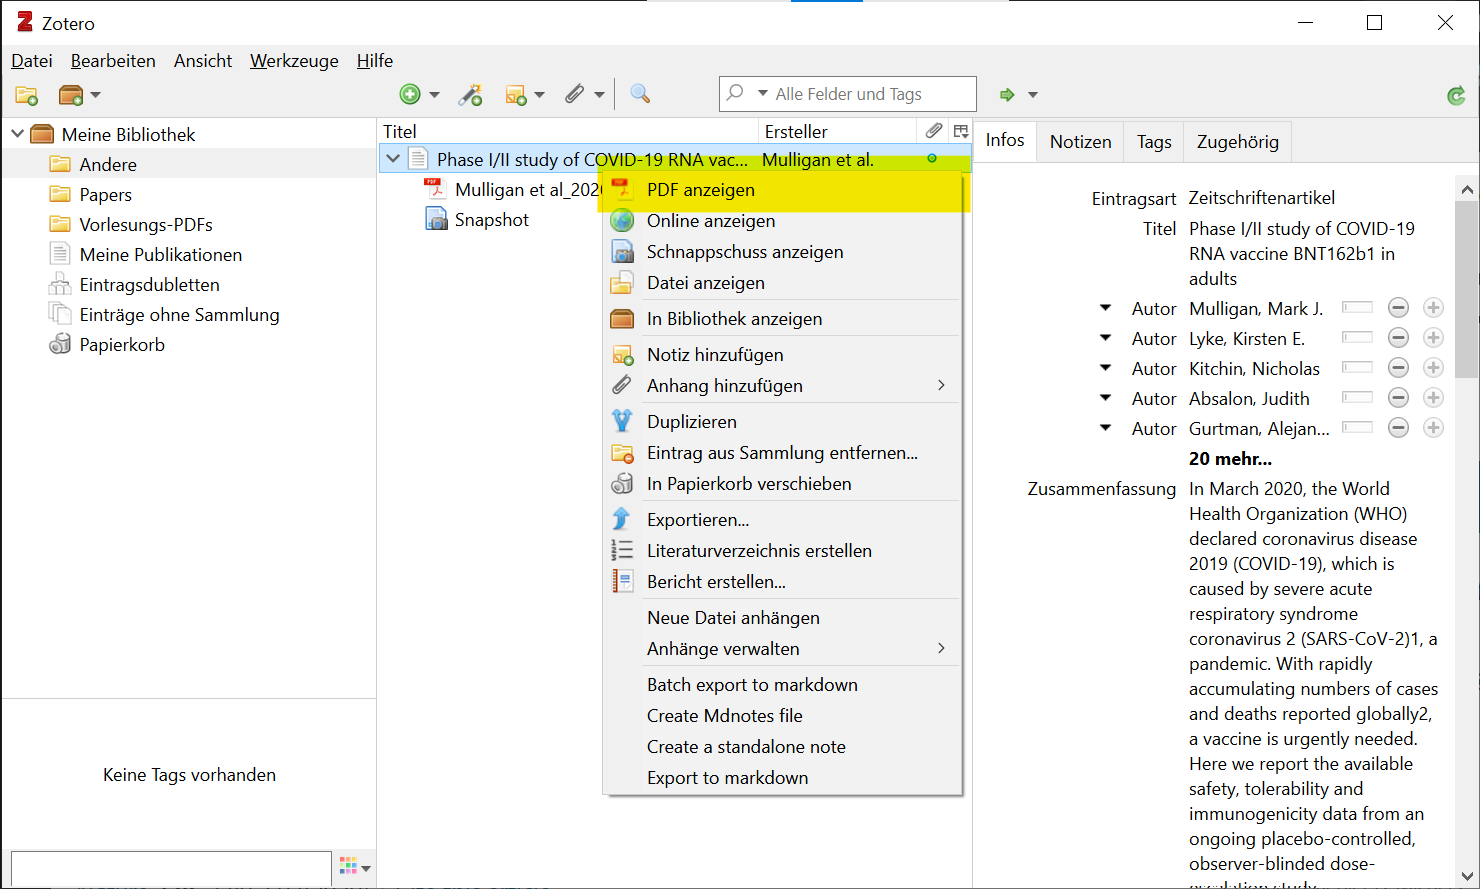 Zotero
Datei Bearbeiten Ansicht Werkzeuge Hilfe
Alle Felder und Tags
Meine Bibliothek
Andere
Papers
Vorlesungs-PDFs
Meine Publikationen
Eintragsdubletten
Einträge ohne Sammlung
Papierkorb
Keine Tags vorhanden
Titel Ersteller
Phase I/II study of COVID-19 RNA vac... Mulligan et al.
Mulligan et al_202
Snapshot
PDF anzeigen
Online anzeigen
Schnappschuss anzeigen
Datei anzeigen
In Bibliothek anzeigen
Notiz hinzufügen
Anhang hinzufügen
Duplizieren
Eintrag aus Sammlung entfernen...
In Papierkorb verschieben
Exportieren...
Literaturverzeichnis erstellen
Bericht erstellen...
Neue Datei anhängen
Anhänge verwalten
Batch export to markdown
Create Mdnotes file
Create a standalone note
Export to markdown
Infos Notizen Tags Zugehörig
Eintragsart Zeitschriftenartikel
Titel Phase I/II study of COVID-19
RNA vaccine BNT162b1 in
adults
Autor Mulligan, Mark J.
Autor Lyke, Kirsten E.
Autor Kitchin, Nicholas
Autor Absalon, Judith
Autor Gurtman, Alejan...
20 mehr...
Zusammenfassung In March 2020, the World
Health Organization (WHO)
declared coronavirus disease
2019 (COVID-19), which is
caused by severe acute
respiratory syndrome
coronavirus 2 (SARS-CoV-2)1, a
pandemic. With rapidly
accumulating numbers of cases
and deaths reported globally2,
a vaccine is urgently needed.
Here we report the available
safety, tolerability and
immunogenicity data from an
ongoing placebo-controlled,
observer-blinded dose-
escalation study